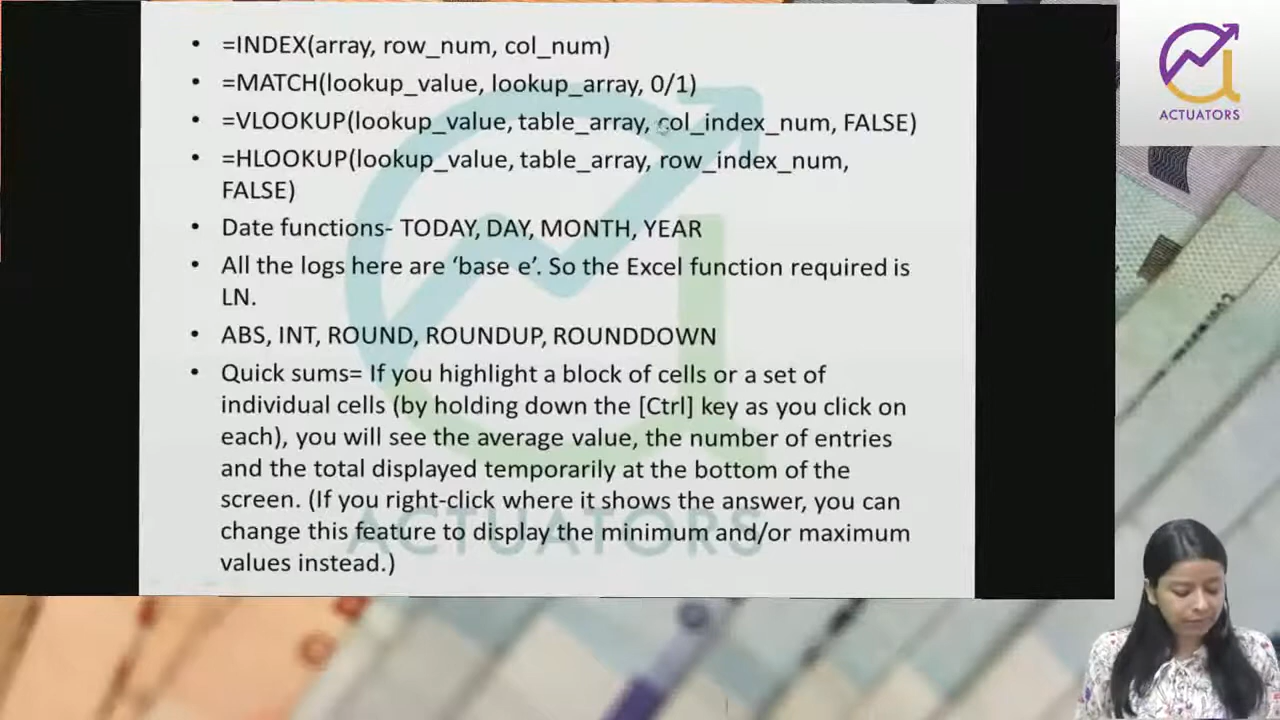 • =INDEX(array, row_num, col_num)
• =MATCH(lookup_value, lookup_array, 0/1)
• =VLOOKUP(lookup_value, table_array, col_index_num, FALSE)
• =HLOOKUP(lookup_value, table_array, row_index_num,
FALSE)
• Date functions- TODAY, DAY, MONTH, YEAR
• All the logs here are ‘base e’. So the Excel function required is
LN.
• ABS, INT, ROUND, ROUNDUP, ROUNDDOWN
• Quick sums= If you highlight a block of cells or a set of
individual cells (by holding down the [Ctrl] key as you click on
each), you will see the average value, the number of entries
and the total displayed temporarily at the bottom of the
screen. (If you right-click where it shows the answer, you can
change this feature to display the minimum and/or maximum
values instead.)
ACTUATORS
ACTUATORS